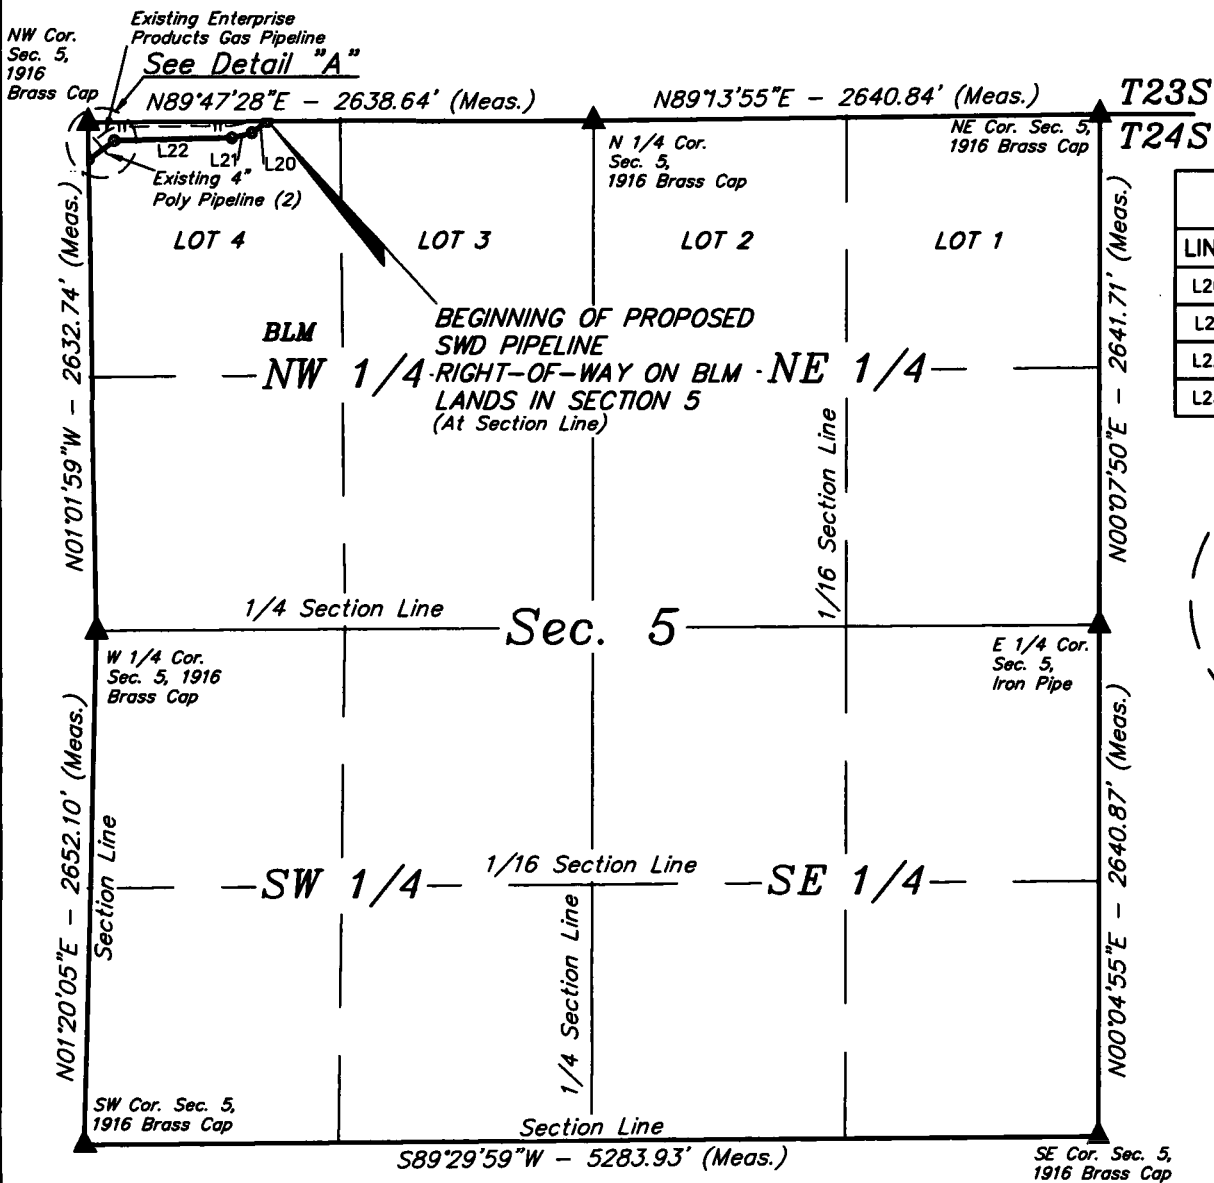 Existing Enterprise
Products Gas Pipeline
NW Cor.
Sec. 5,
1916
Brass Cap
See Detail "A"
N89°47'28"E - 2638.64' (Meas.)
N89°13'55"E - 2640.84' (Meas.)
T23S
T24S
NE Cor. Sec. 5,
1916 Brass Cap
N 1/4 Cor.
Sec. 5,
1916 Brass Cap
L22
L21
L20
Existing 4"
Poly Pipeline (2)
LOT 4
LOT 3
LOT 2
LOT 1
LIN
L2
L2
L2
L2
N01°01'59"W - 2632.74' (Meas.)
N00°07'50"E - 2641.71' (Meas.)
BLM
NW 1/4
BEGINNING OF PROPOSED
SWD PIPELINE
RIGHT-OF-WAY ON BLM
LANDS IN SECTION 5
(At Section Line)
NE 1/4
1/16 Section Line
1/4 Section Line
Sec. 5
W 1/4 Cor.
Sec. 5, 1916
Brass Cap
E 1/4 Cor.
Sec. 5,
Iron Pipe
N01°20'05"E - 2652.10' (Meas.)
Section Line
N00°04'55"E - 2640.87' (Meas.)
SW 1/4
1/16 Section Line
SE 1/4
1/4 Section Line
SW Cor. Sec. 5,
1916 Brass Cap
Section Line
S89°29'59"W - 5283.93' (Meas.)
SE Cor. Sec. 5,
1916 Brass Cap